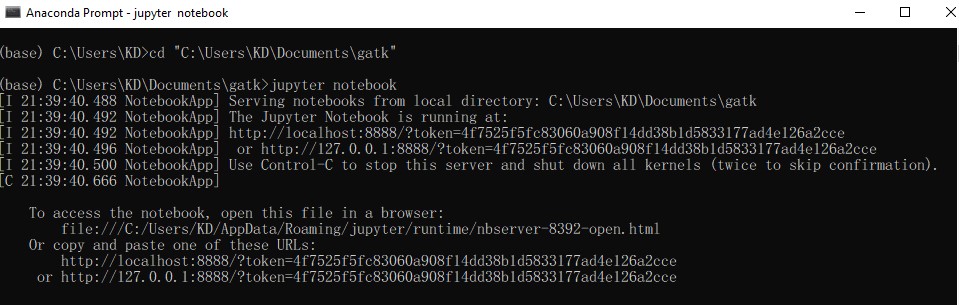 Anaconda Prompt - jupyter notebook
(base) C:\Users\KD>cd "C:\Users\KD\Documents\gatk"
(base) C:\Users\KD\Documents\gatk>jupyter notebook
[I 21:39:40.488 NotebookApp] Serving notebooks from local directory: C:\Users\KD\Documents\gatk
[I 21:39:40.492 NotebookApp] The Jupyter Notebook is running at:
[I 21:39:40.492 NotebookApp] http://localhost:8888/?token=4f7525f5fc83060a908f14dd38b1d5833177ad4e126a2cce
[I 21:39:40.496 NotebookApp]  or http://127.0.0.1:8888/?token=4f7525f5fc83060a908f14dd38b1d5833177ad4e126a2cce
[I 21:39:40.500 NotebookApp] Use Control-C to stop this server and shut down all kernels (twice to skip confirmation).
[C 21:39:40.666 NotebookApp]
To access the notebook, open this file in a browser:
file:///C:/Users/KD/AppData/Roaming/jupyter/runtime/nbserver-8392-open.html
Or copy and paste one of these URLs:
http://localhost:8888/?token=4f7525f5fc83060a908f14dd38b1d5833177ad4e126a2cce
or http://127.0.0.1:8888/?token=4f7525f5fc83060a908f14dd38b1d5833177ad4e126a2cce